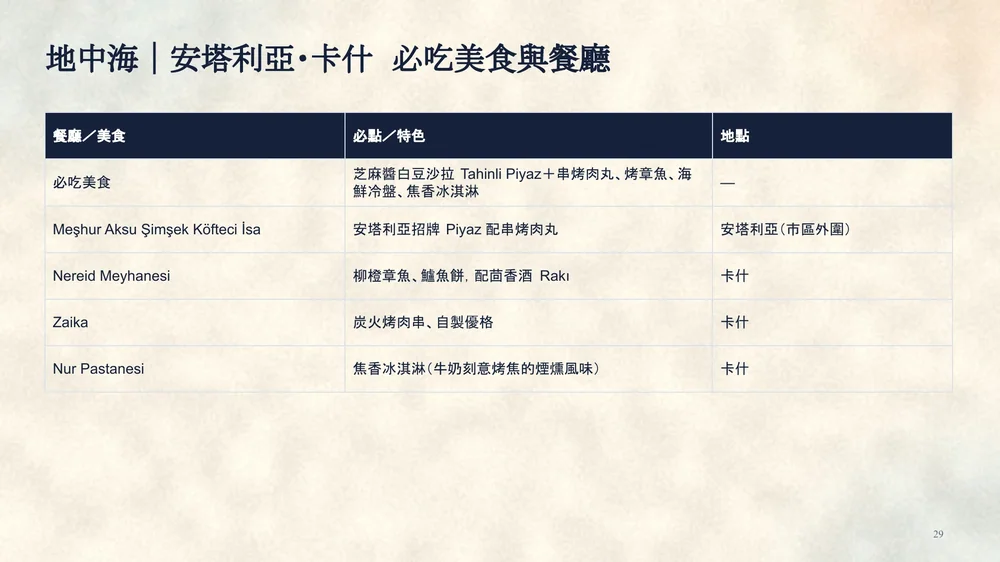 地中海｜安塔利亞・卡什 必吃美食與餐廳
餐廳／美食 必點／特色 地點
必吃美食 芝麻醬白豆沙拉 Tahinli Piyaz＋串烤肉丸、烤章魚、海
鮮冷盤、焦香冰淇淋 —
Meşhur Aksu Şimşek Köfteci İsa 安塔利亞招牌 Piyaz 配串烤肉丸 安塔利亞（市區外圍）
Nereid Meyhanesi 柳橙章魚、鱸魚餅，配茴香酒 Rakı 卡什
Zaika 炭火烤肉串、自製優格 卡什
Nur Pastanesi 焦香冰淇淋（牛奶刻意烤焦的煙燻風味） 卡什
29